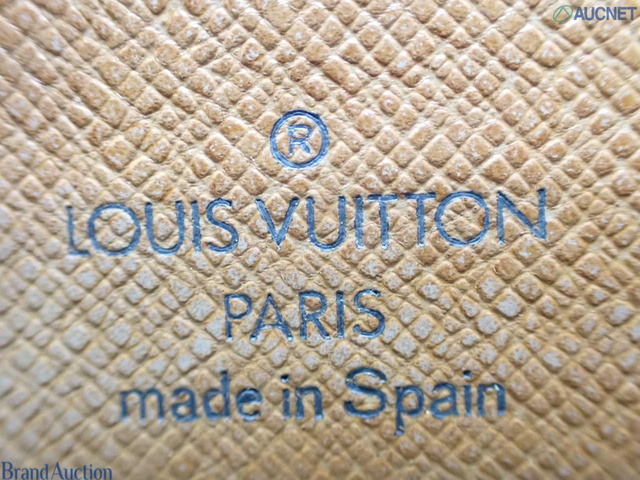 AUCNET
®
LOUIS VUITTON
PARIS
made in Spain
Brand Auction